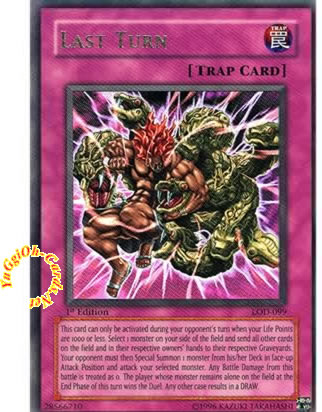 LAST TURN
TRAP
罠
[TRAP CARD]
YuGgiOh-Cardz.Net
1st Edition
LOD-099
This card can only be activated during your opponent's turn when your Life Points
are 1000 or less. Select 1 monster on your side of the field and send all other cards
on the field and in their respective owners' hands to their respective Graveyards.
Your opponent must then Special Summon 1 monster from his/her Deck in face-up
Attack Position and attack your selected monster. Any Battle Damage from this
battle is treated as 0. The player whose monster remains alone on the field at the
End Phase of this turn wins the Duel. Any other case results in a DRAW.
28566710
©1996 KAZUKI TAKAHASHI